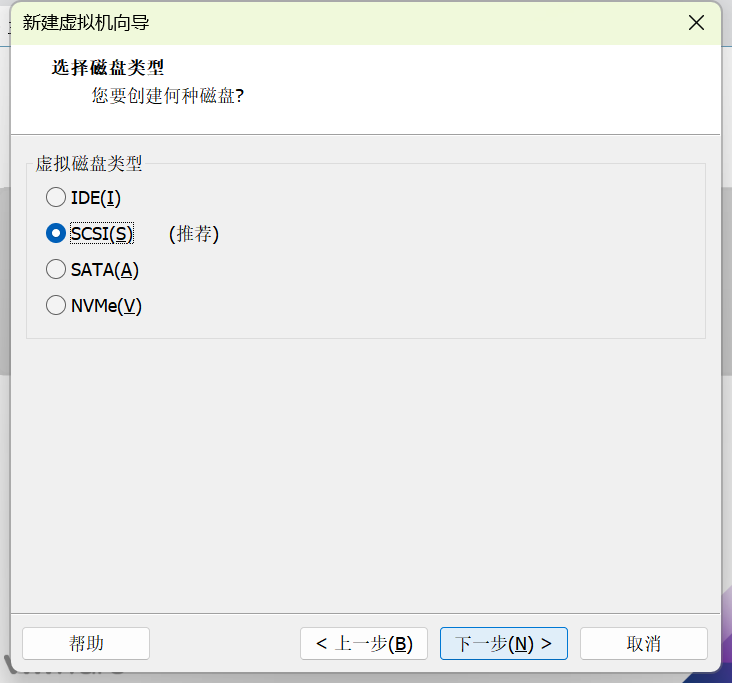 新建虚拟机向导
选择磁盘类型
您要创建何种磁盘?
虚拟磁盘类型
IDE(I)
SCSI(S) (推荐)
SATA(A)
NVMe(V)
帮助 < 上一步(B) 下一步(N) > 取消